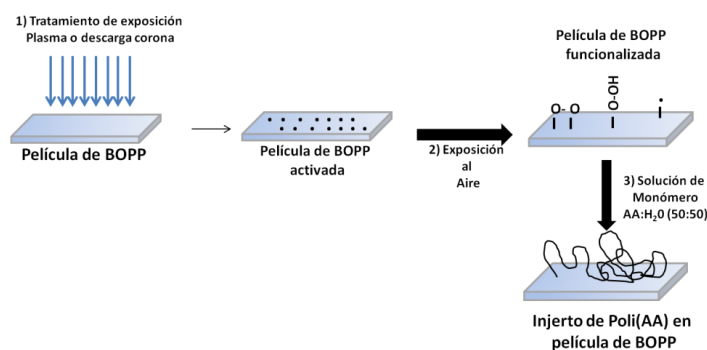 1) Tratamiento de exposición
Plasma o descarga corona
Película de BOPP
Película de BOPP
activada
2) Exposición
al
Aire
Película de BOPP
funcionalizada
O- O
O-OH
3) Solución de
Monómero
AA:H₂0 (50:50)
Injerto de Poli(AA) en
película de BOPP